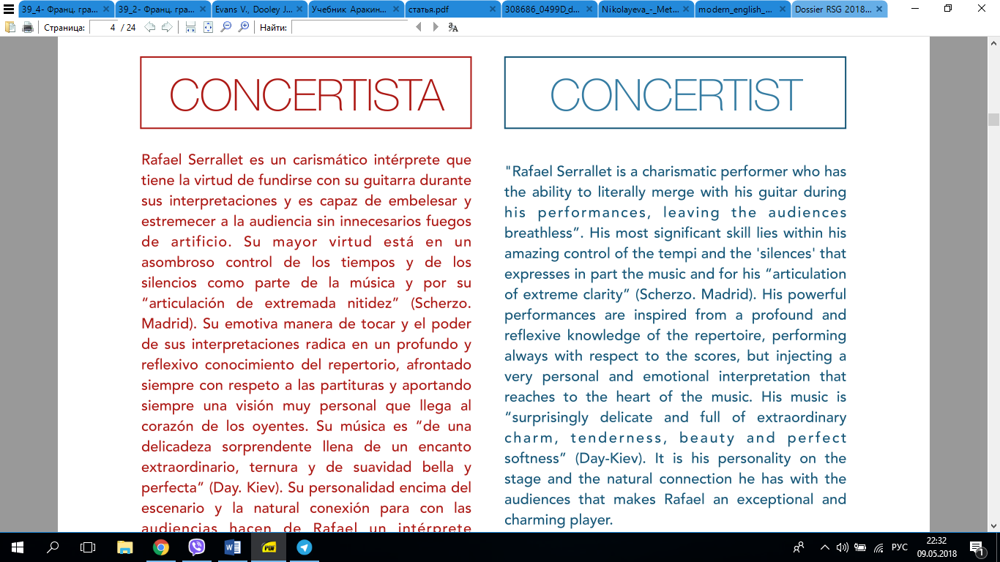 39_4- Франц. гра...
39_2 - Франц. гра...
Evans V., Dooley J...
Учебник Аракин...
статья.pdf
308686_0499D_d...
Nikolayeva_-_Met...
modern_english_...
Dossier RSG 2018...
Страница: 4 / 24
Найти:
CONCERTISTA
Rafael Serrallet es un carismático intérprete que
tiene la virtud de fundirse con su guitarra durante
sus interpretaciones y es capaz de embelesar y
estremecer a la audiencia sin innecesarios fuegos
de artificio. Su mayor virtud está en un
asombroso control de los tiempos y de los
silencios como parte de la música y por su
“articulación de extremada nitidez” (Scherzo.
Madrid). Su emotiva manera de tocar y el poder
de sus interpretaciones radica en un profundo y
reflexivo conocimiento del repertorio, afrontado
siempre con respeto a las partituras y aportando
siempre una visión muy personal que llega al
corazón de los oyentes. Su música es “de una
delicadeza sorprendente llena de un encanto
extraordinario, ternura y de suavidad bella y
perfecta” (Day. Kiev). Su personalidad encima del
escenario y la natural conexión para con las
audiencias hacen de Rafael un intérprete
CONCERTIST
"Rafael Serrallet is a charismatic performer who has
the ability to literally merge with his guitar during
his performances, leaving the audiences
breathless”. His most significant skill lies within his
amazing control of the tempi and the 'silences' that
expresses in part the music and for his “articulation
of extreme clarity” (Scherzo. Madrid). His powerful
performances are inspired from a profound and
reflexive knowledge of the repertoire, performing
always with respect to the scores, but injecting a
very personal and emotional interpretation that
reaches to the heart of the music. His music is
“surprisingly delicate and full of extraordinary
charm, tenderness, beauty and perfect
softness” (Day-Kiev). It is his personality on the
stage and the natural connection he has with the
audiences that makes Rafael an exceptional and
charming player.
PDF
РУС
22:32
09.05.2018
1